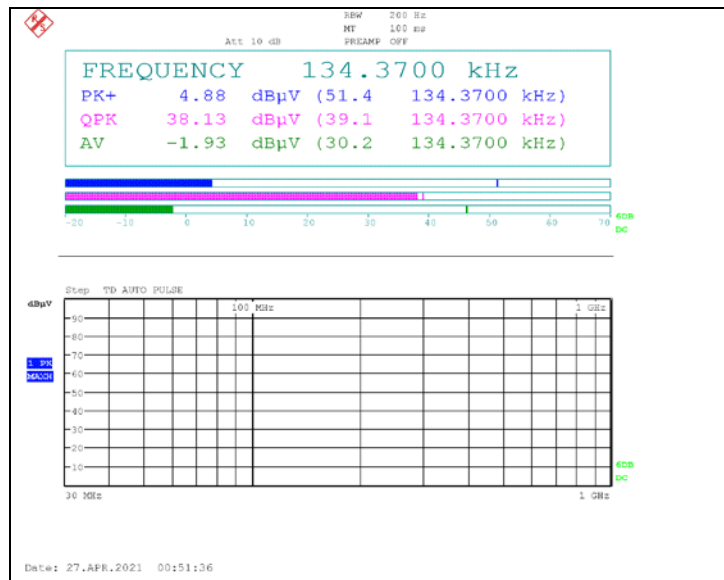 RBW 200 Hz
MT 100 ms
Att 10 dB PREAMP OFF
FREQUENCY 134.3700 kHz
PK+ 4.88 dBµV (51.4 134.3700 kHz)
QPK 38.13 dBµV (39.1 134.3700 kHz)
AV -1.93 dBµV (30.2 134.3700 kHz)
-20 -10 0 10 20 30 40 50 60 70
6DB
DC
Step TD AUTO PULSE
dBµV
100 MHz 1 GHz
90
80
70
1 PK
60
MAXH
50
40
30
20
10
6DB
DC
30 MHz 1 GHz
Date: 27.APR.2021 00:51:36